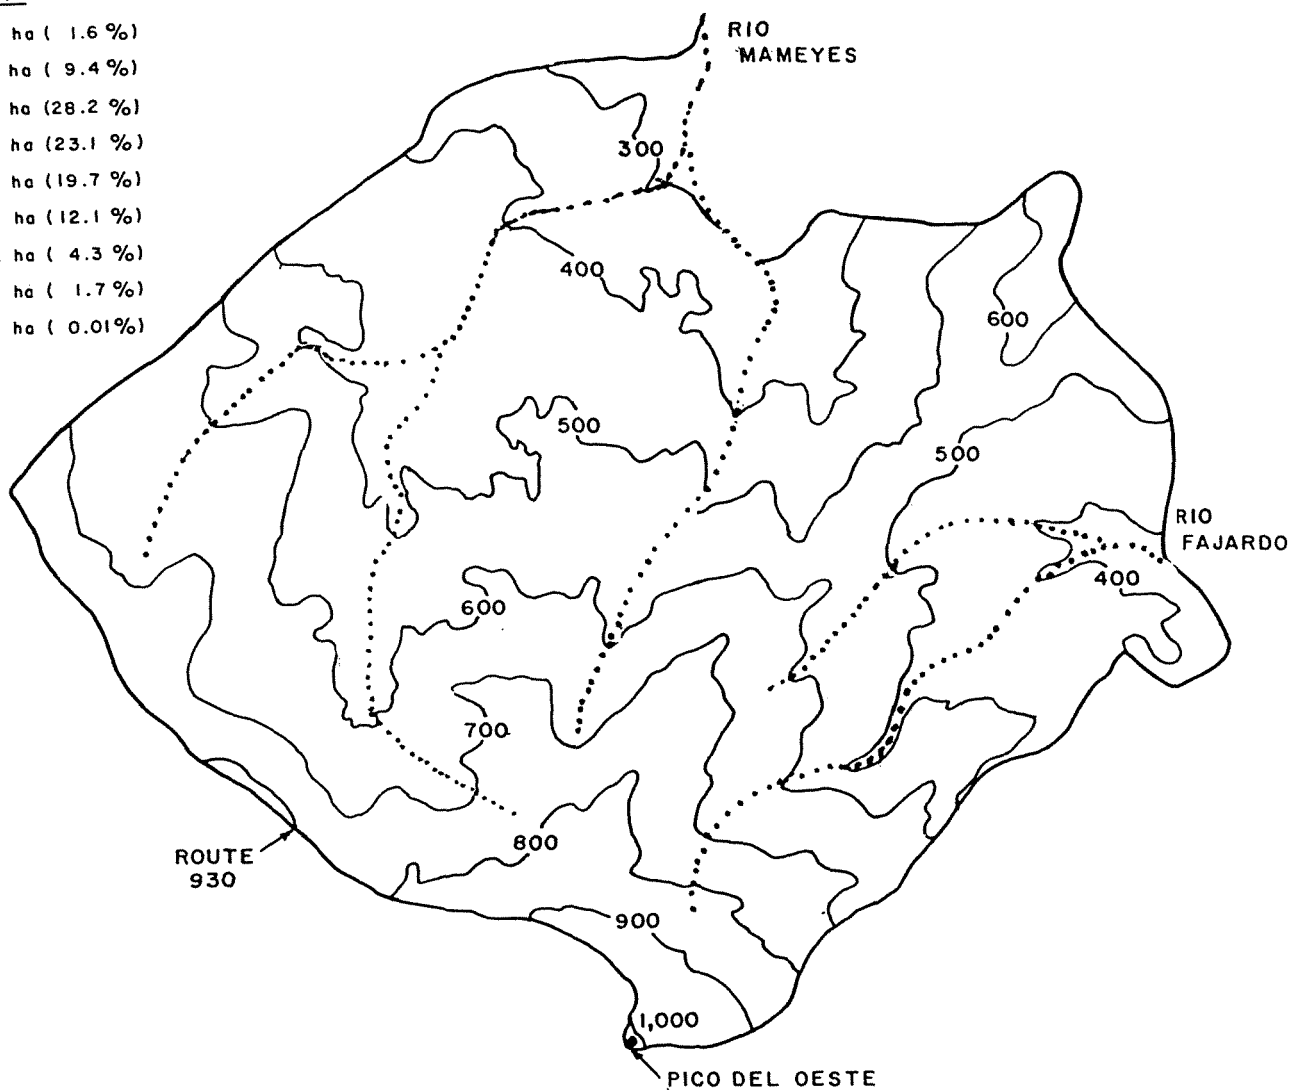 ha ( 1.6 %)
ha ( 9.4 %)
ha (28.2 %)
ha (23.1 %)
ha (19.7 %)
ha (12.1 %)
ha ( 4.3 %)
ha ( 1.7 %)
ha ( 0.01%)
RIO
MAMEYES
300
400
600
500
500
RIO
FAJARDO
400
600
700
800
ROUTE
930
900
1,000
PICO DEL OESTE